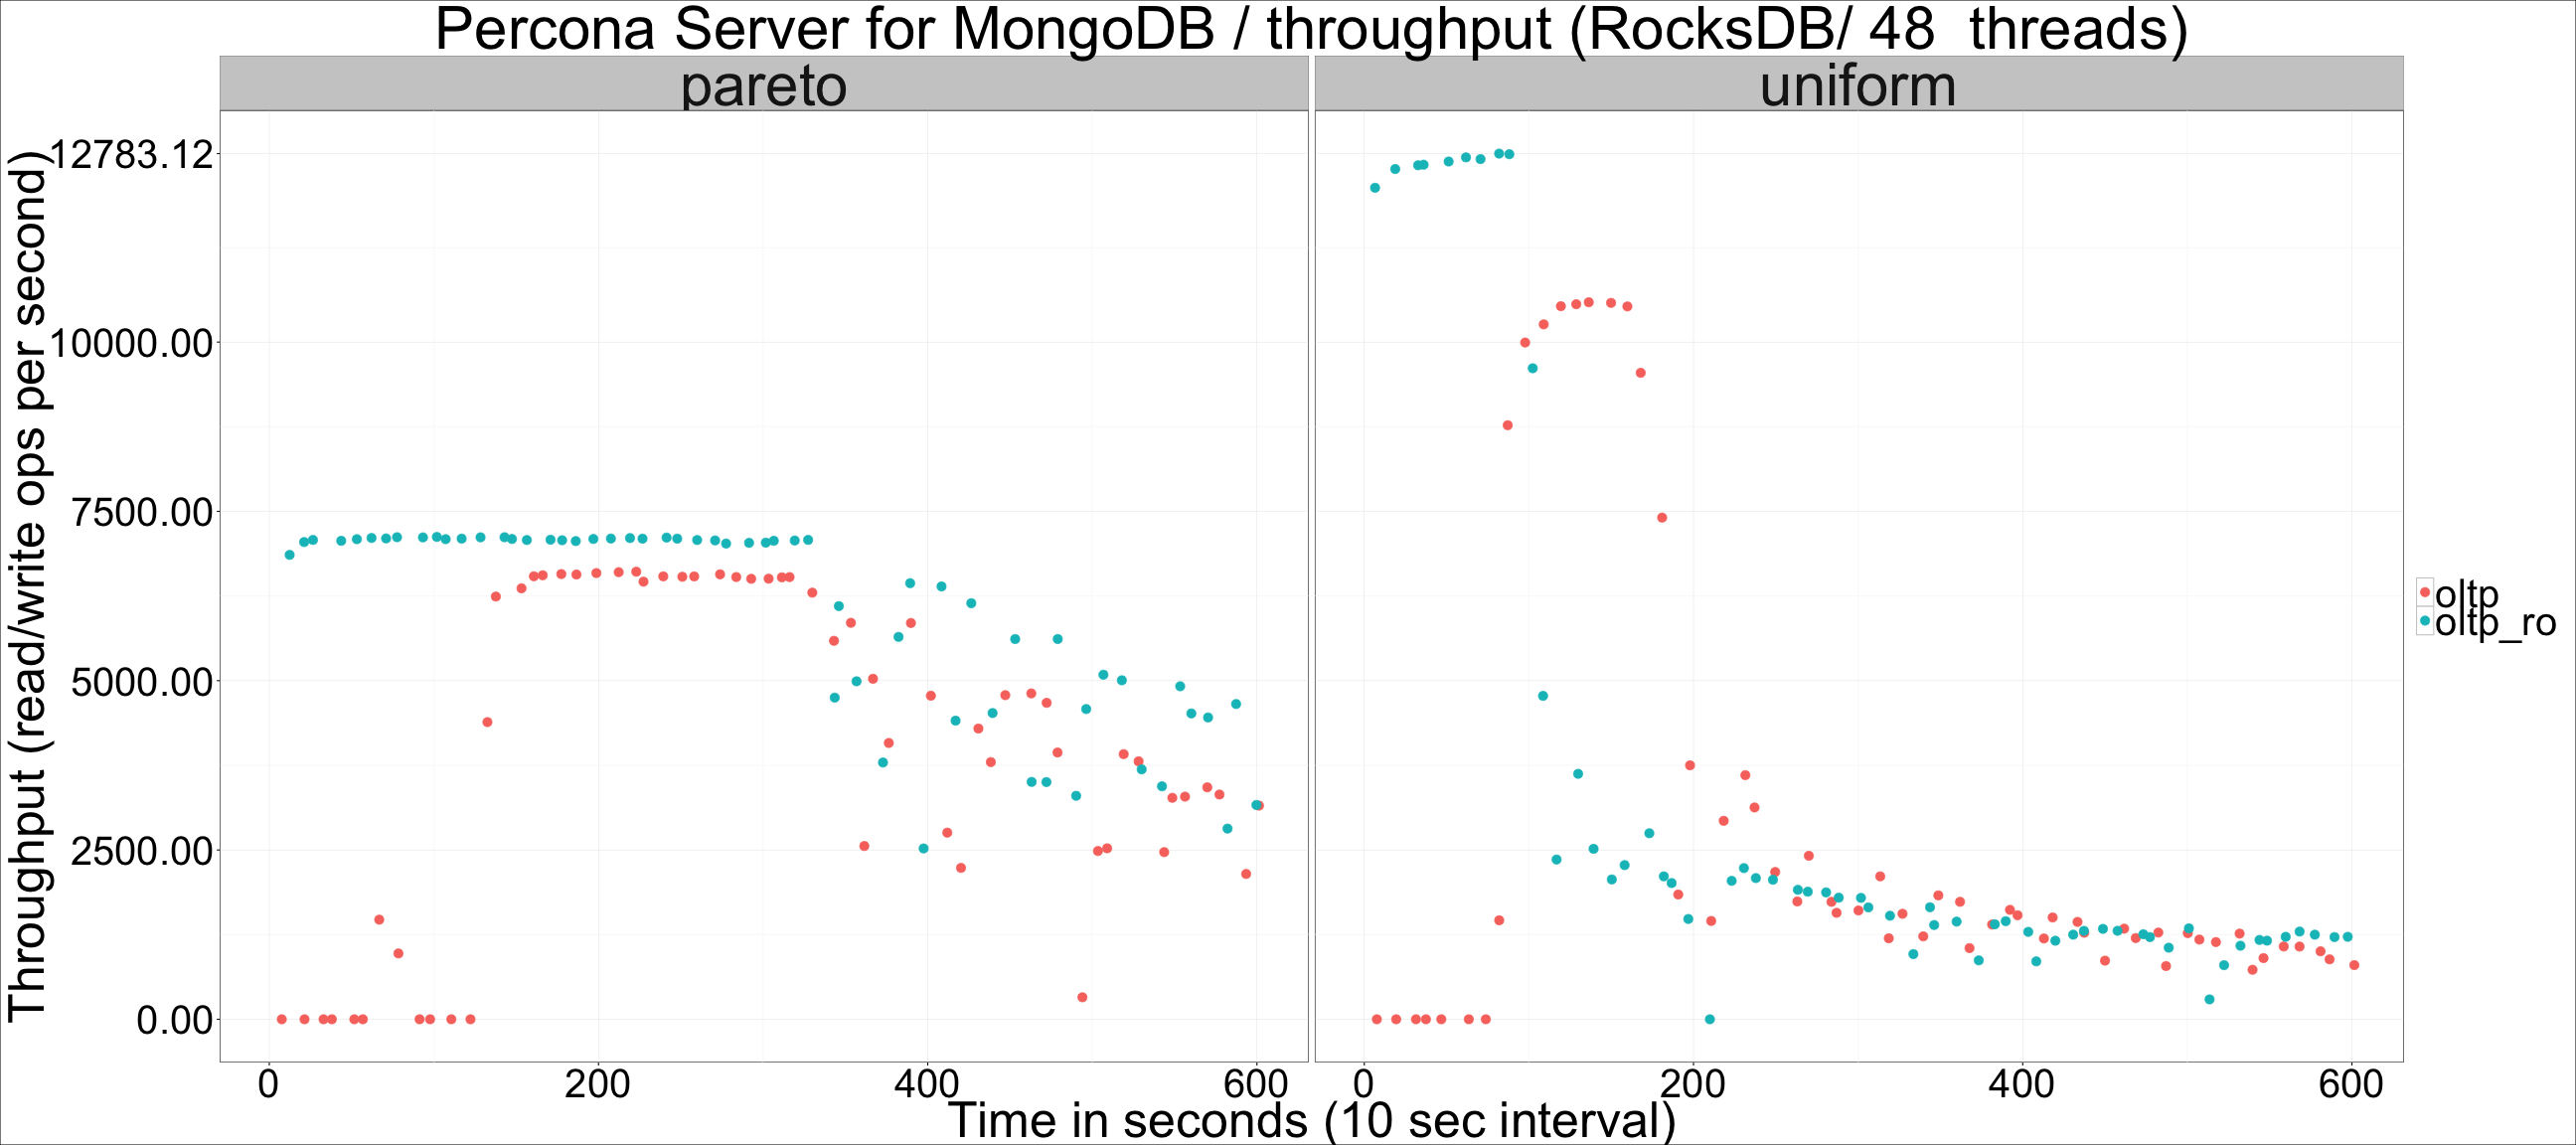 Percona Server for MongoDB / throughput (RocksDB/ 48  threads)
pareto
uniform
Throughput (read/write ops per second)
12783.12
10000.00
7500.00
5000.00
2500.00
0.00
0 200 400 600
0 200 400 600
Time in seconds (10 sec interval)
oltp
oltp_ro